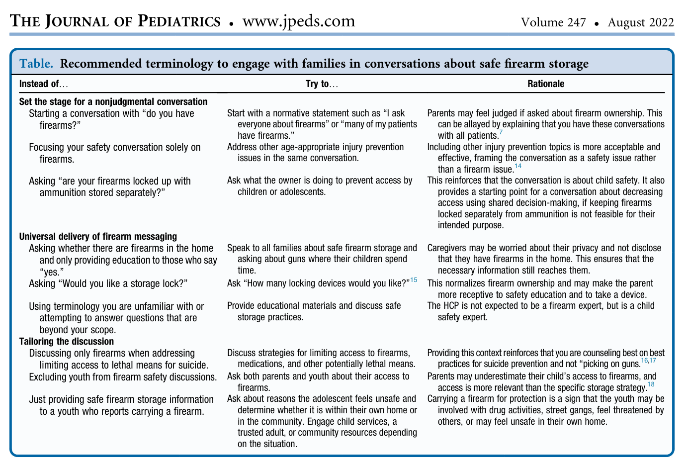 THE JOURNAL OF PEDIATRICS • www.jpeds.com
Volume 247 • August 2022
Table. Recommended terminology to engage with families in conversations about safe firearm storage
Instead of…
Try to…
Rationale
Set the stage for a nonjudgmental conversation
Starting a conversation with “do you have
firearms?”
Start with a normative statement such as “I ask
everyone about firearms” or “many of my patients
have firearms.”
Parents may feel judged if asked about firearm ownership. This
can be allayed by explaining that you have these conversations
with all patients.7
Focusing your safety conversation solely on
firearms.
Address other age-appropriate injury prevention
issues in the same conversation.
Including other injury prevention topics is more acceptable and
effective, framing the conversation as a safety issue rather
than a firearm issue.14
Asking “are your firearms locked up with
ammunition stored separately?”
Ask what the owner is doing to prevent access by
children or adolescents.
This reinforces that the conversation is about child safety. It also
provides a starting point for a conversation about decreasing
access using shared decision-making, if keeping firearms
locked separately from ammunition is not feasible for their
intended purpose.
Universal delivery of firearm messaging
Asking whether there are firearms in the home
and only providing education to those who say
“yes.”
Speak to all families about safe firearm storage and
asking about guns where their children spend
time.
Caregivers may be worried about their privacy and not disclose
that they have firearms in the home. This ensures that the
necessary information still reaches them.
Asking “Would you like a storage lock?”
Ask “How many locking devices would you like?”15
This normalizes firearm ownership and may make the parent
more receptive to safety education and to take a device.
Using terminology you are unfamiliar with or
attempting to answer questions that are
beyond your scope.
Provide educational materials and discuss safe
storage practices.
The HCP is not expected to be a firearm expert, but is a child
safety expert.
Tailoring the discussion
Discussing only firearms when addressing
limiting access to lethal means for suicide.
Discuss strategies for limiting access to firearms,
medications, and other potentially lethal means.
Providing this context reinforces that you are counseling best on best
practices for suicide prevention and not “picking on guns.16,17
Excluding youth from firearm safety discussions.
Ask both parents and youth about their access to
firearms.
Parents may underestimate their child’s access to firearms, and
access is more relevant than the specific storage strategy.18
Just providing safe firearm storage information
to a youth who reports carrying a firearm.
Ask about reasons the adolescent feels unsafe and
determine whether it is within their own home or
in the community. Engage child services, a
trusted adult, or community resources depending
on the situation.
Carrying a firearm for protection is a sign that the youth may be
involved with drug activities, street gangs, feel threatened by
others, or may feel unsafe in their own home.